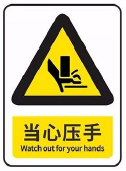 当心压手
Watch out for your hands